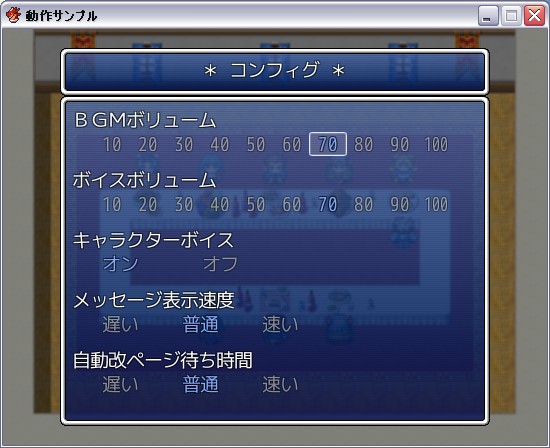 動作サンプル
* コンフィグ *
ＢＧＭボリューム
10 20 30 40 50 60 70 80 90 100
ボイスボリューム
10 20 30 40 50 60 70 80 90 100
キャラクターボイス
オン オフ
メッセージ表示速度
遅い 普通 速い
自動改ページ待ち時間
遅い 普通 速い